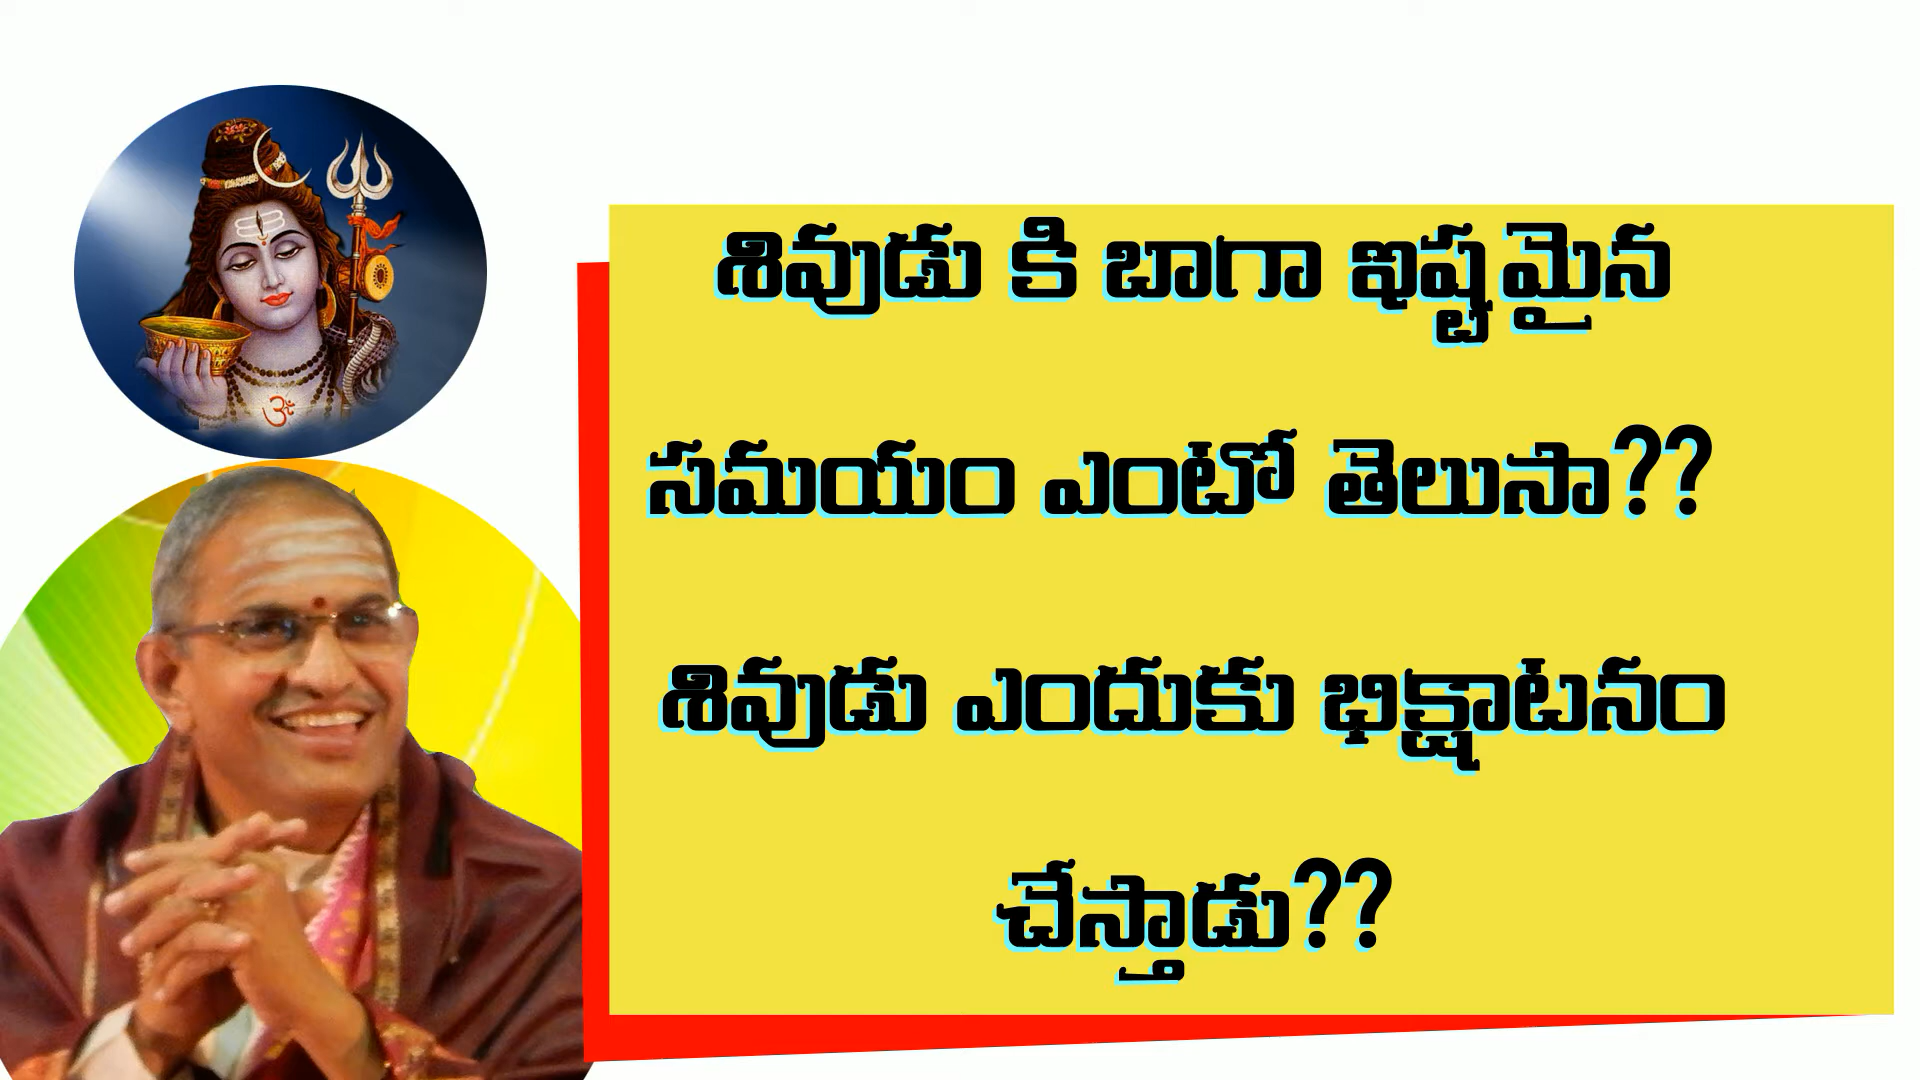 శివుడు కి బాగా ఇష్టమైన
సమయం ఎంటో తెలుసా??
శివుడు ఎందుకు భిక్షాటనం
చేస్తాడు??
ॐ